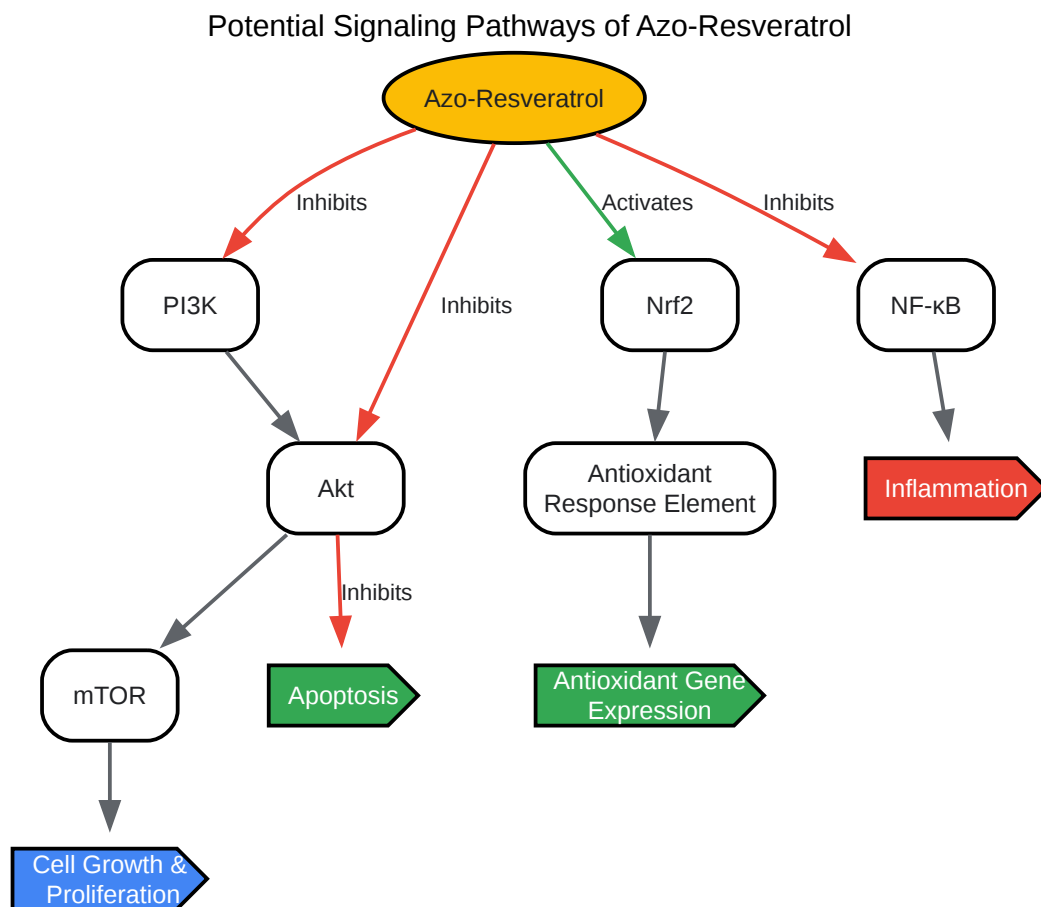 Potential Signaling Pathways of Azo-Resveratrol
Azo-Resveratrol
Inhibits
Activates
Inhibits
PI3K
Inhibits
Nrf2
NF-κB
Akt
Antioxidant
Response Element
Inflammation
Inhibits
mTOR
Apoptosis
Antioxidant Gene
Expression
Cell Growth &
Proliferation